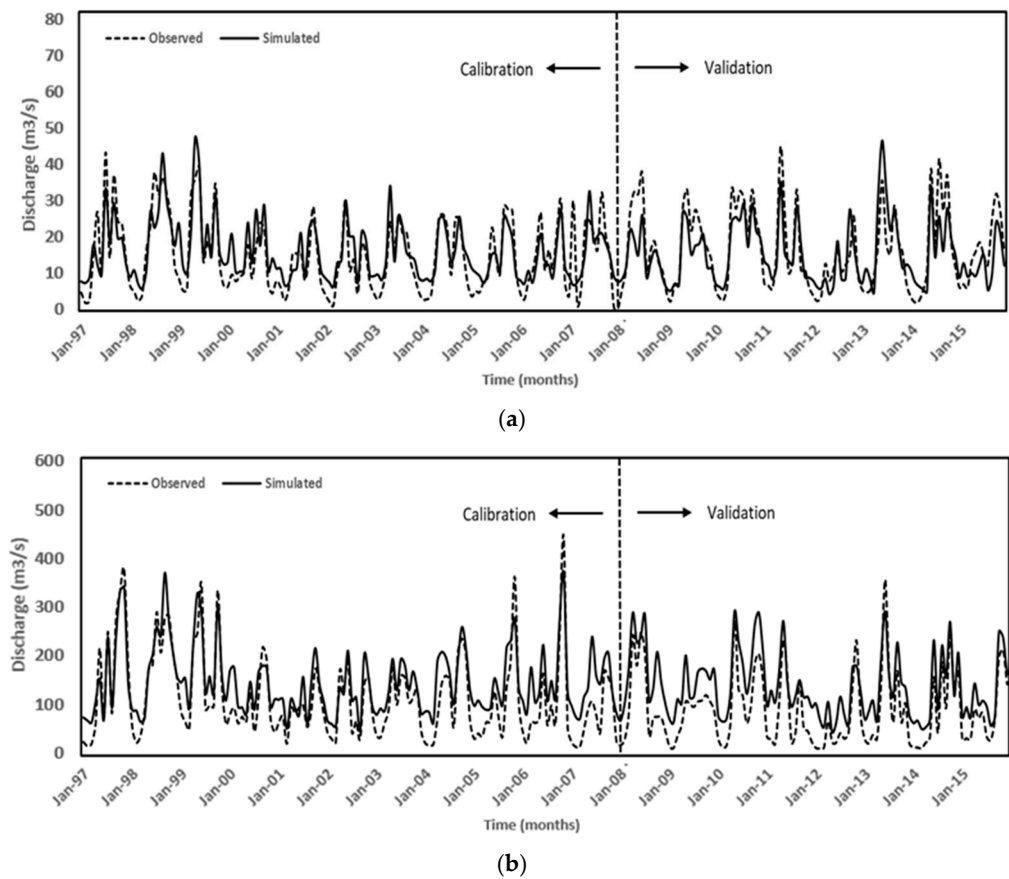 (a)
80
70
60
50
40
30
20
10
0
Discharge (m3/s)
Observed Simulated
Calibration Validation
Jan-97 Jan-98 Jan-99 Jan-00 Jan-01 Jan-02 Jan-03 Jan-04 Jan-05 Jan-06 Jan-07 Jan-08 Jan-09 Jan-10 Jan-11 Jan-12 Jan-13 Jan-14 Jan-15
Time (months)
600
500
400
300
200
100
0
Discharge (m3/s)
Observed Simulated
Calibration Validation
Jan-97 Jan-98 Jan-99 Jan-00 Jan-01 Jan-02 Jan-03 Jan-04 Jan-05 Jan-06 Jan-07 Jan-08 Jan-09 Jan-10 Jan-11 Jan-12 Jan-13 Jan-14 Jan-15
Time (months)
(b)